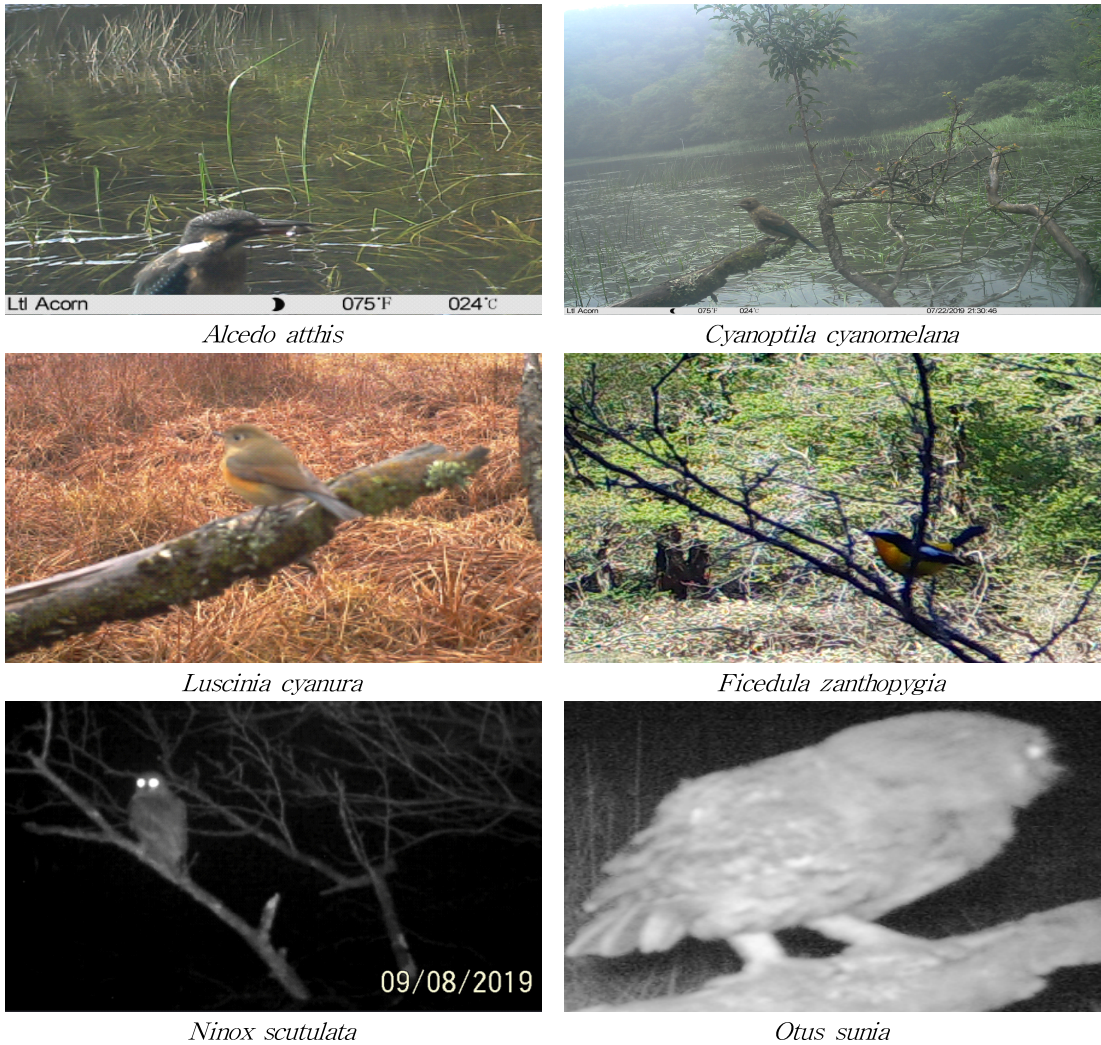 Ltl Acorn 075°F 024°C
Ltl Acorn 075°F 024°C 07/22/2019 21:30:46
Alcedo atthis
Cyanoptila cyanomelana
Luscinia cyanura
Ficedula zanthopygia
09/08/2019
Ninox scutulata
Otus sunia